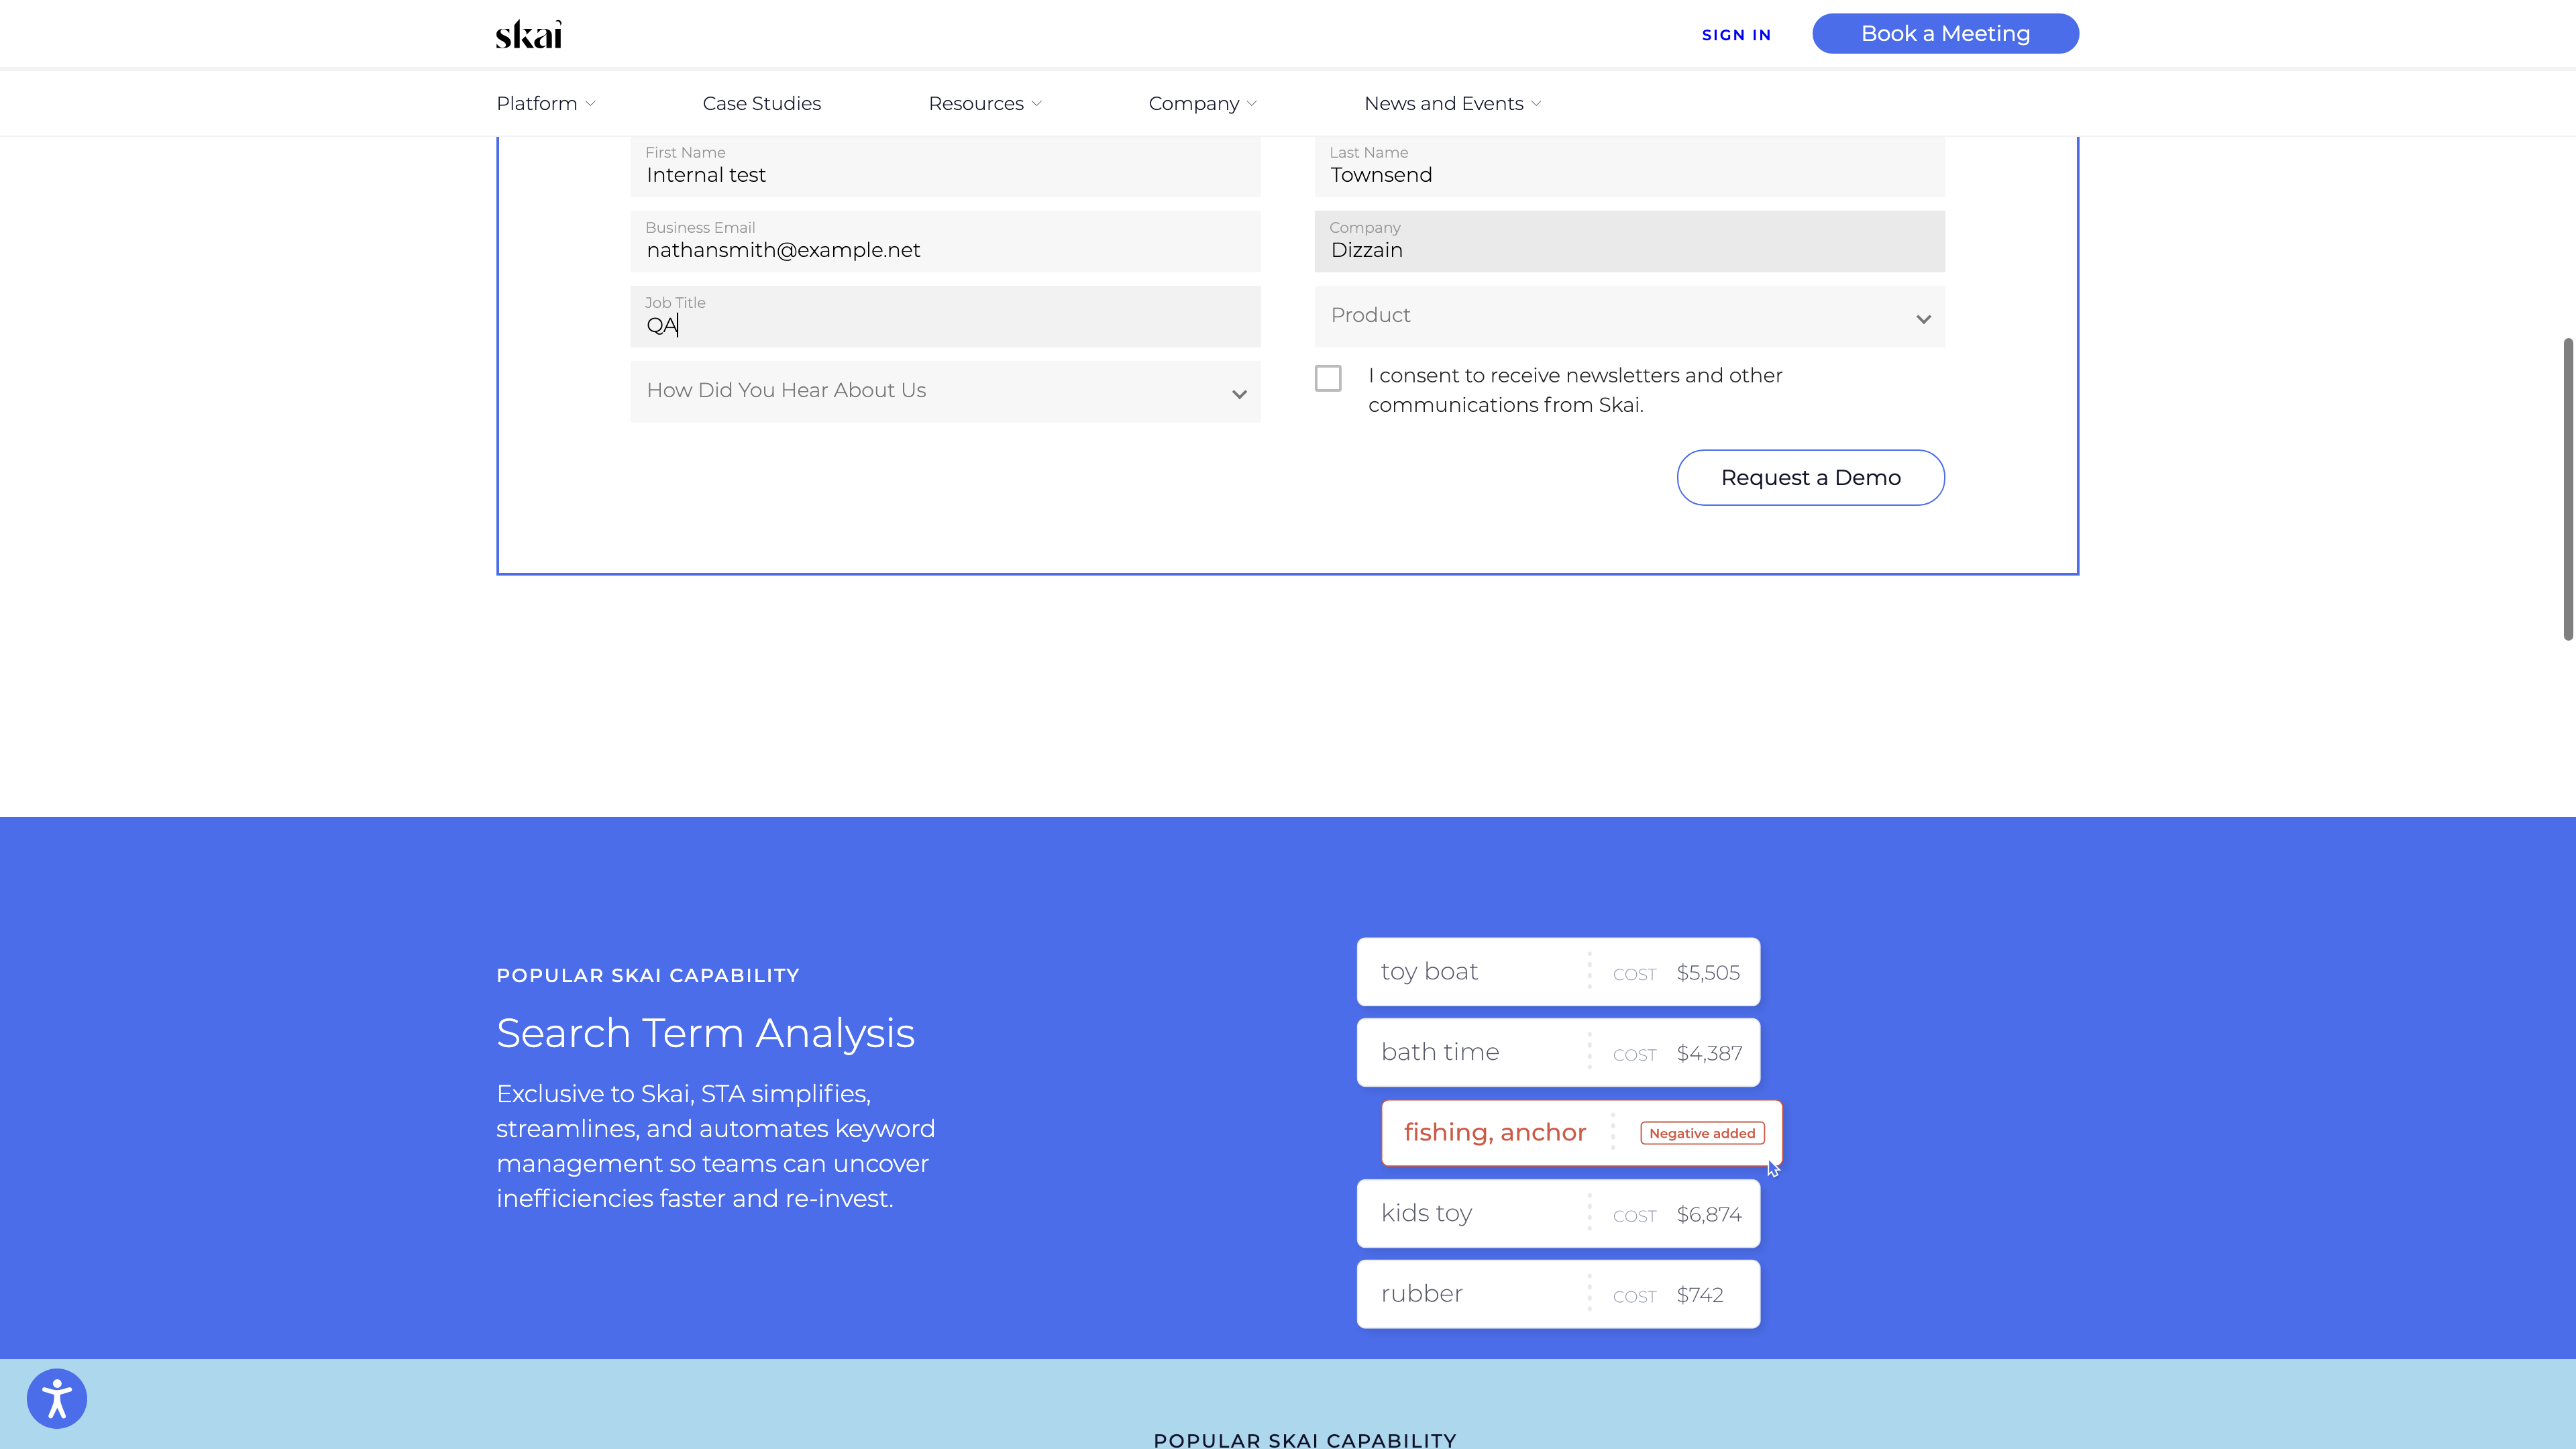 skai
SIGN IN
Book a Meeting
Platform
Case Studies
Resources
Company
News and Events
First Name
Internal test
Last Name
Townsend
Business Email
nathansmith@example.net
Company
Dizzain
Job Title
QA
Product
How Did You Hear About Us
I consent to receive newsletters and other
communications from Skai.
Request a Demo
POPULAR SKAI CAPABILITY
Search Term Analysis
Exclusive to Skai, STA simplifies,
streamlines, and automates keyword
management so teams can uncover
inefficiencies faster and re-invest.
toy boat COST $5,505
bath time COST $4,387
fishing, anchor Negative added
kids toy COST $6,874
rubber COST $742
POPULAR SKAI CAPABILITY